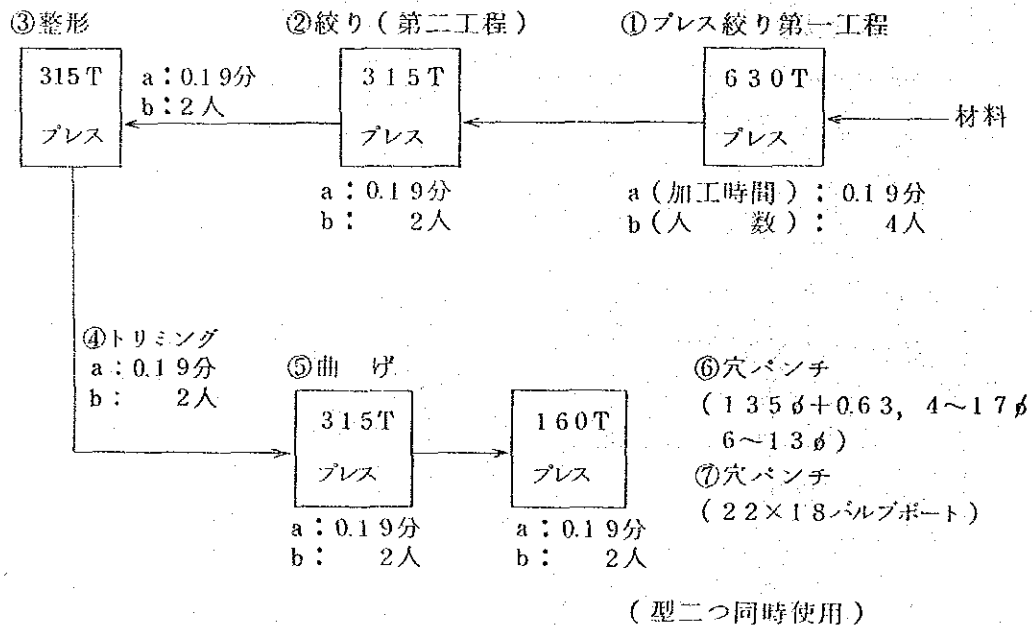 ③整形
②絞り(第二工程)
①プレス絞り第一工程
315T
プレス
a:0.19分
b:2人
315T
プレス
630T
プレス
材料
a:0.19分
b: 2人
a(加工時間):0.19分
b(人 数): 4人
④トリミング
a:0.19分
b: 2人
⑤曲 げ
315T
プレス
160T
プレス
⑥穴パンチ
(135φ+0.63, 4~17φ
6~13φ)
⑦穴パンチ
(22×18バルブポート)
a:0.19分
b: 2人
a:0.19分
b: 2人
(型二つ同時使用)